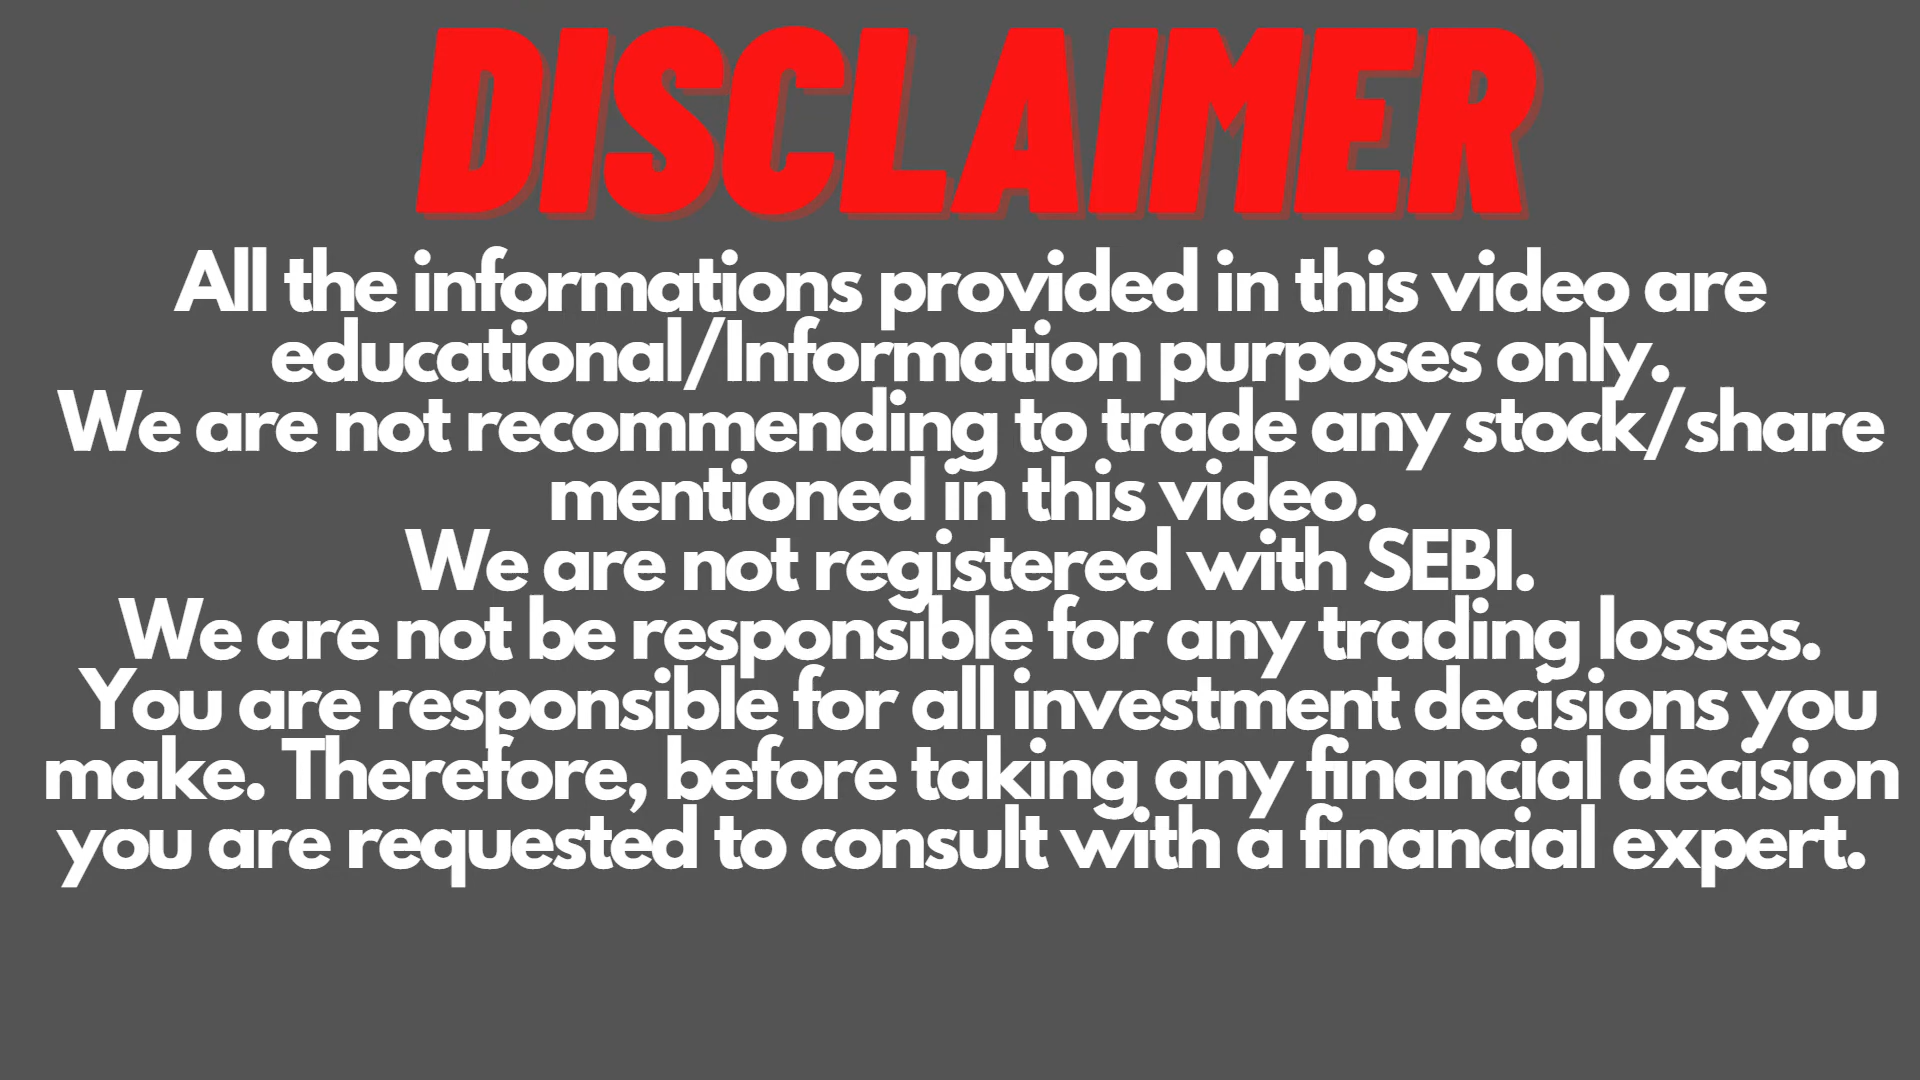 DISCLAIMER
All the informations provided in this video are
educational/Information purposes only.
We are not recommending to trade any stock/share
mentioned in this video.
We are not registered with SEBI.
We are not be responsible for any trading losses.
You are responsible for all investment decisions you
make. Therefore, before taking any financial decision
you are requested to consult with a financial expert.